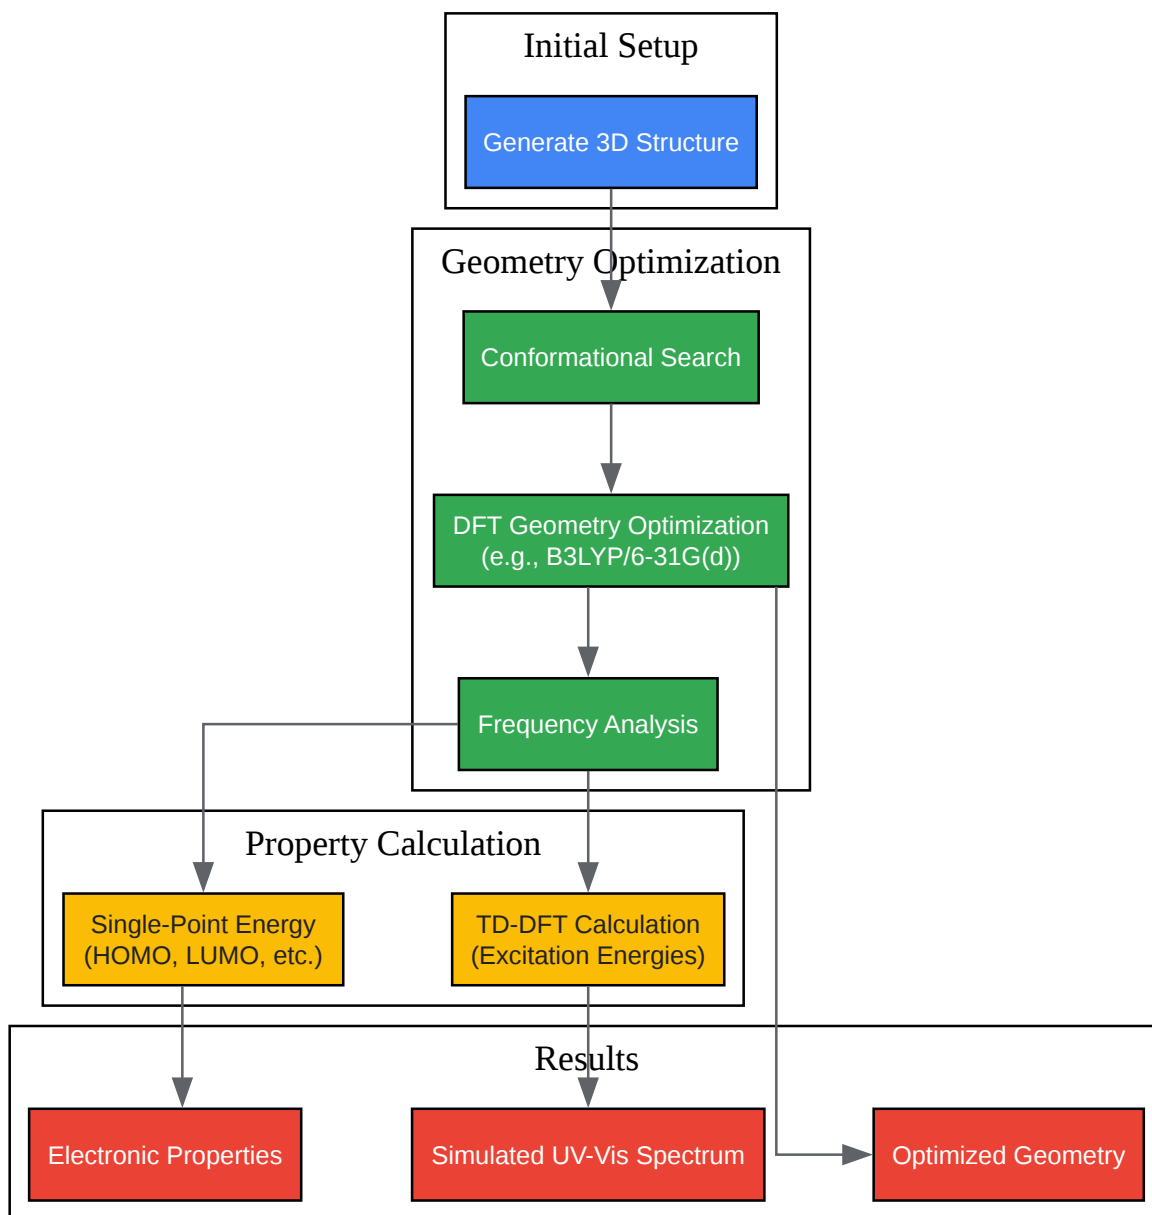 Initial Setup
Generate 3D Structure
Geometry Optimization
Conformational Search
DFT Geometry Optimization
(e.g., B3LYP/6-31G(d))
Frequency Analysis
Property Calculation
Single-Point Energy
(HOMO, LUMO, etc.)
TD-DFT Calculation
(Excitation Energies)
Results
Electronic Properties
Simulated UV-Vis Spectrum
Optimized Geometry